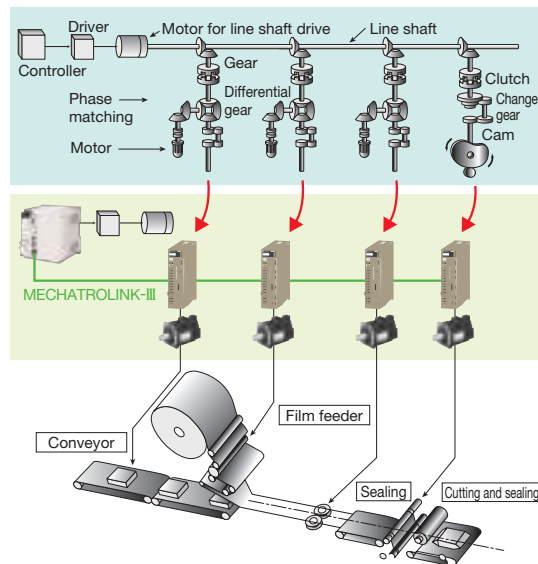 Driver
Motor for line shaft drive
Line shaft
Controller
Gear
Clutch
Phase
matching
Differential
gear
Change
gear
Motor
Cam
MECHATROLINK-III
Film feeder
Conveyor
Sealing
Cutting and sealing